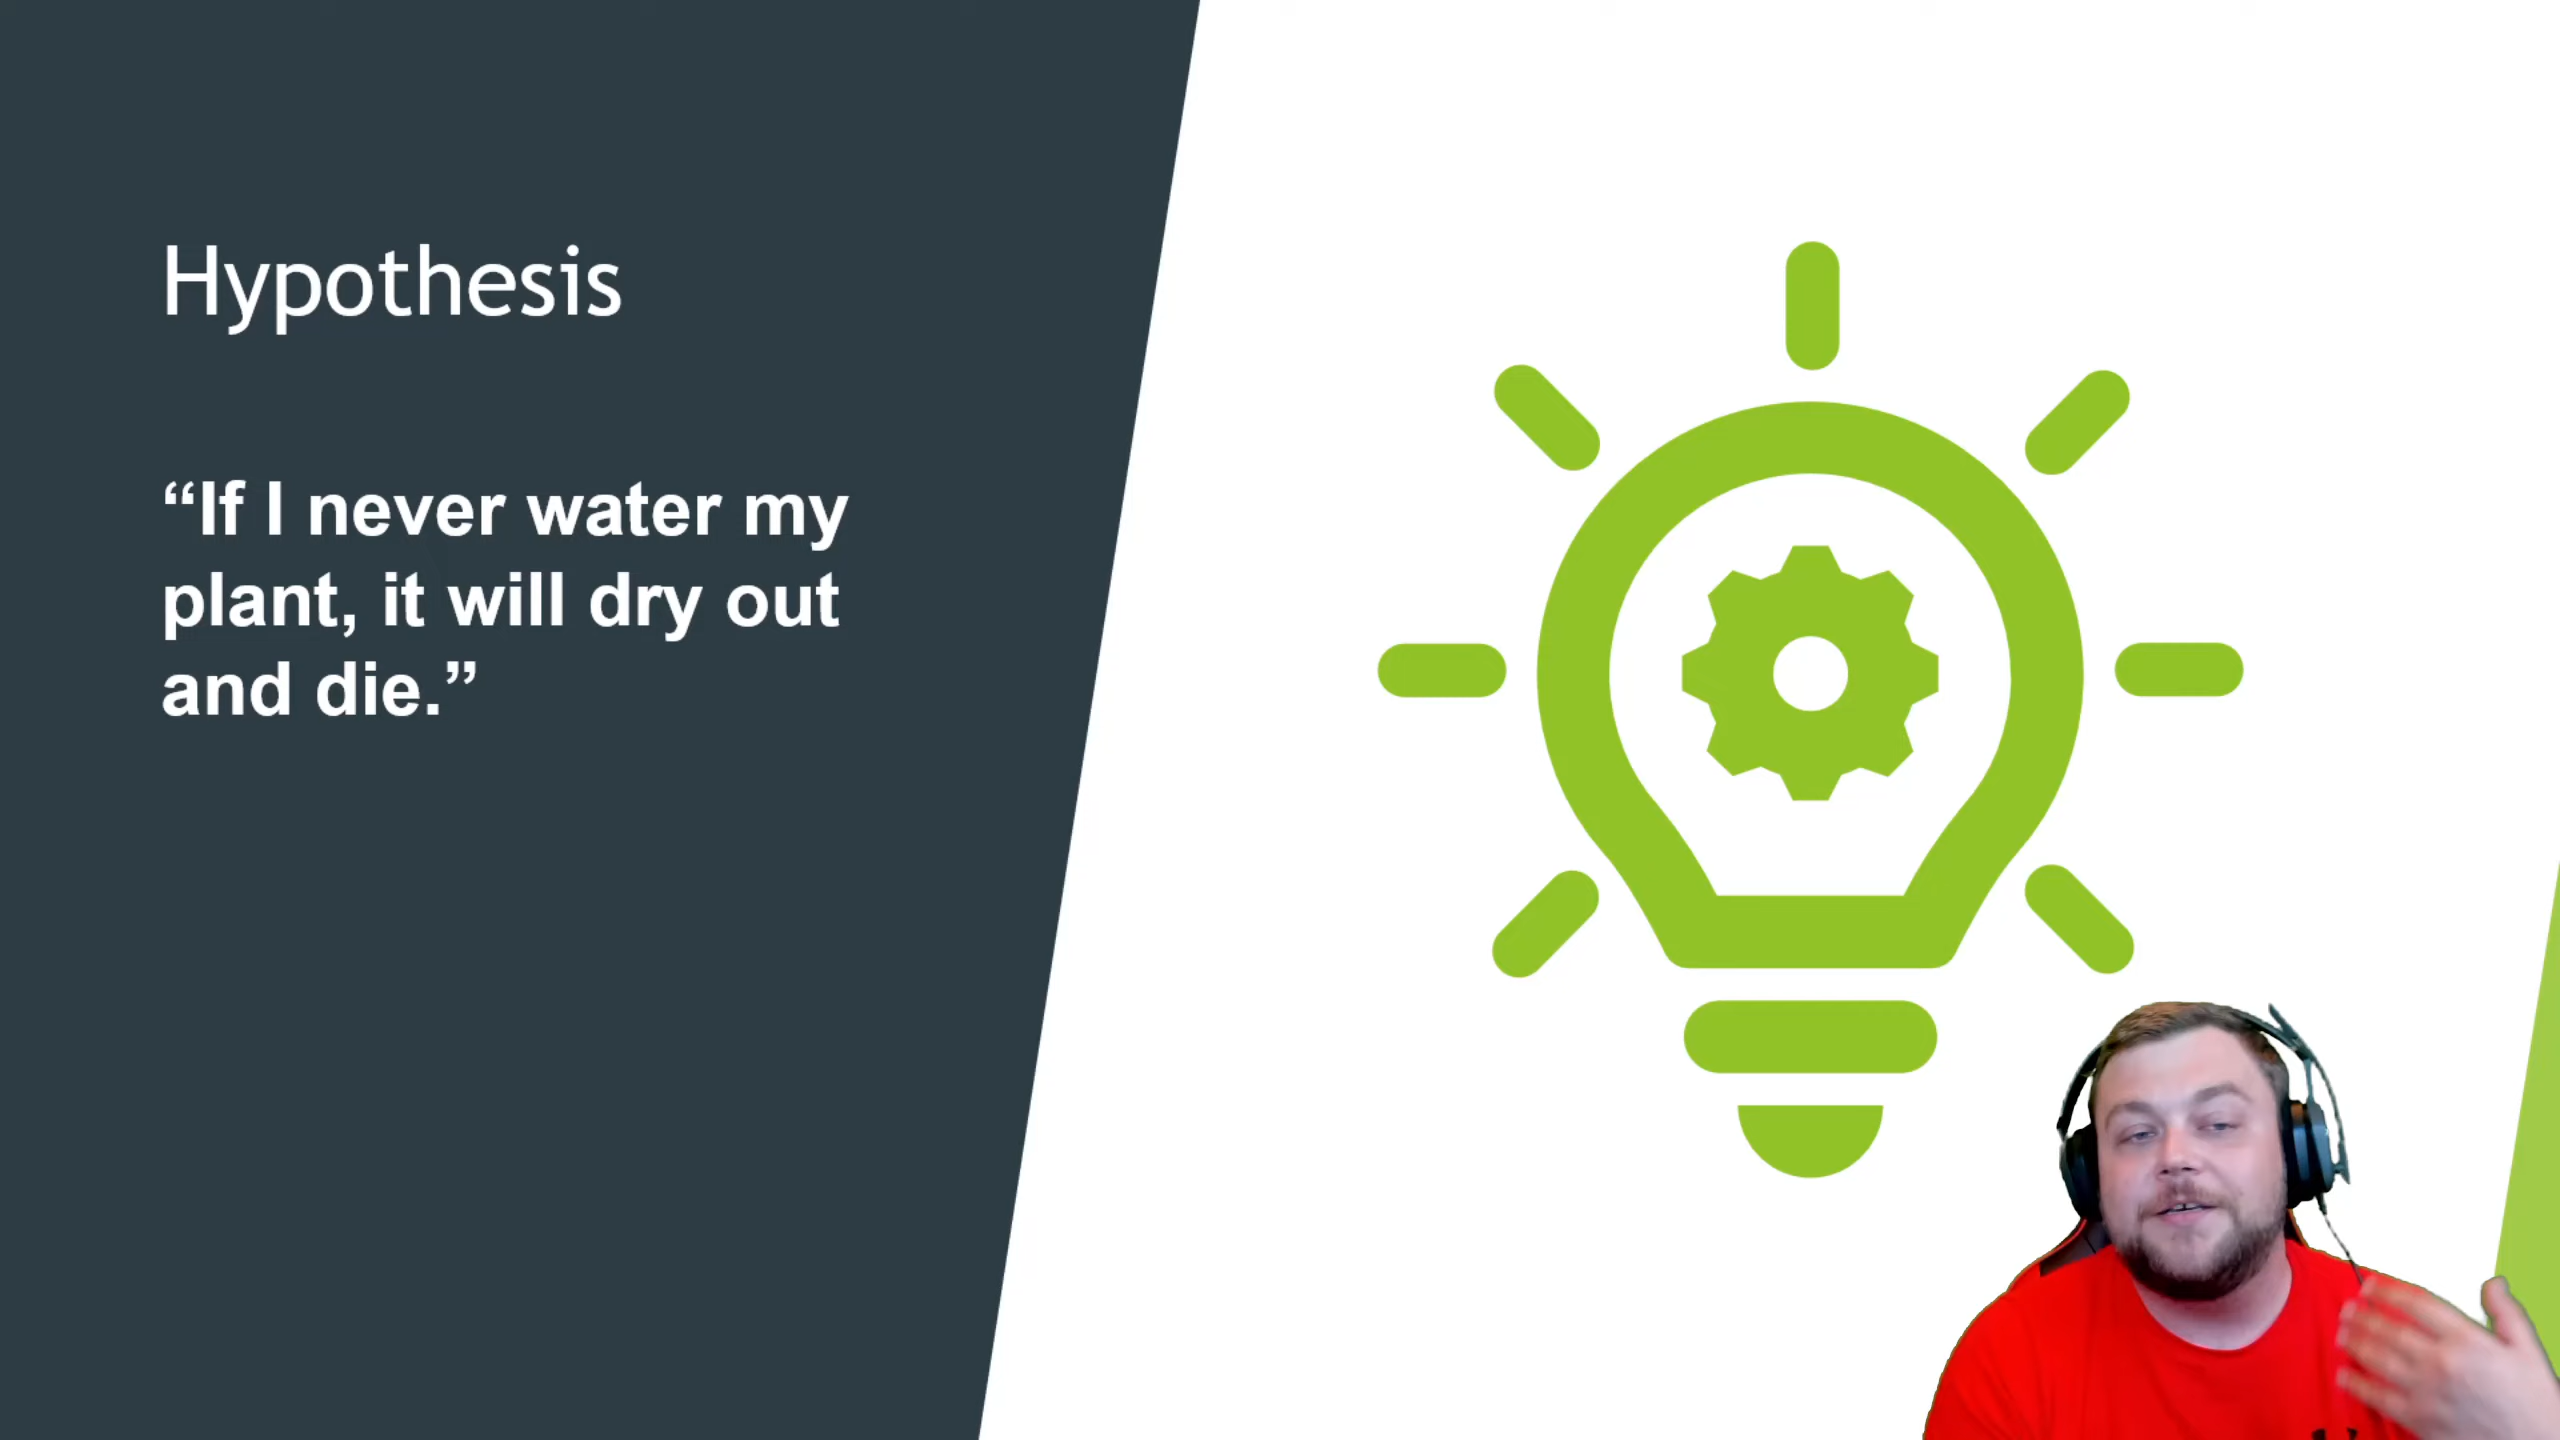 Hypothesis
“If I never water my
plant, it will dry out
and die.”